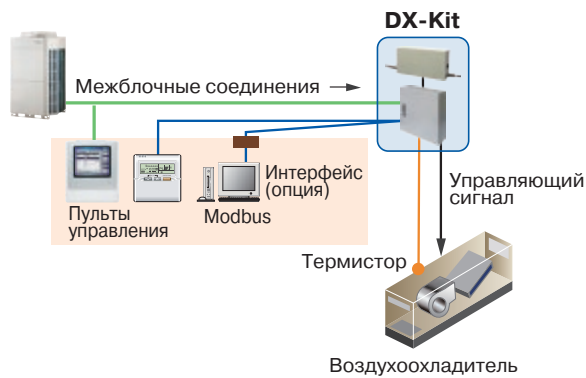 DX-Kit
Межблочные соединения
Интерфейс
(опция)
Modbus
Пульты
управления
Управляющий
сигнал
Термистор
Воздухоохладитель